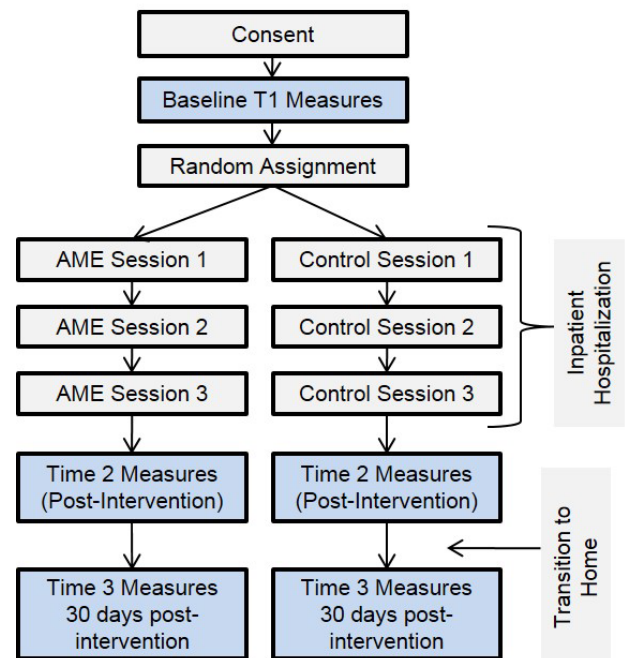 Consent
Baseline T1 Measures
Random Assignment
AME Session 1
Control Session 1
AME Session 2
Control Session 2
AME Session 3
Control Session 3
Inpatient
Hospitalization
Time 2 Measures
(Post-Intervention)
Time 2 Measures
(Post-Intervention)
Transition to
Home
Time 3 Measures
30 days post-
intervention
Time 3 Measures
30 days post-
intervention